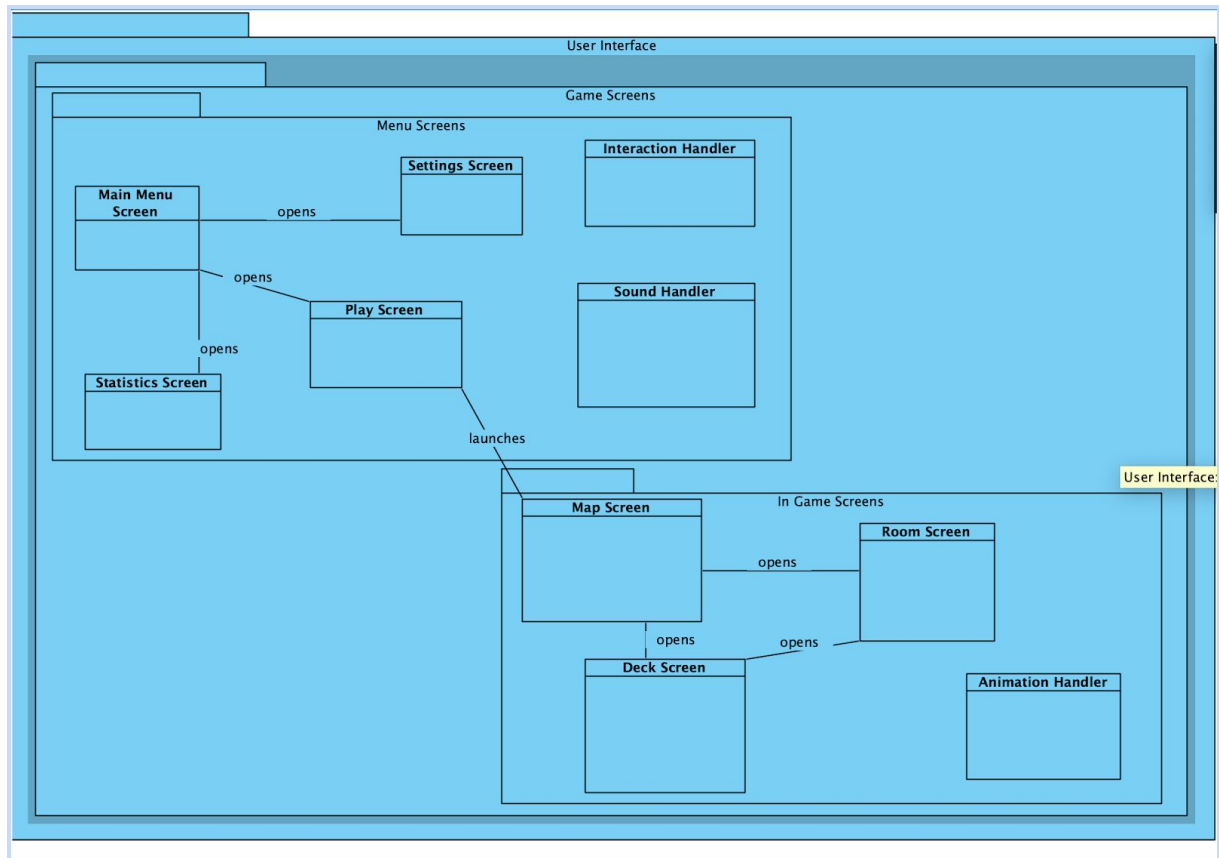 User Interface
Game Screens
Menu Screens
Interaction Handler
Settings Screen
Main Menu
Screen
opens
opens
Sound Handler
Play Screen
opens
Statistics Screen
launches
User Interface:
In Game Screens
Map Screen
Room Screen
opens
opens
opens
Deck Screen
Animation Handler